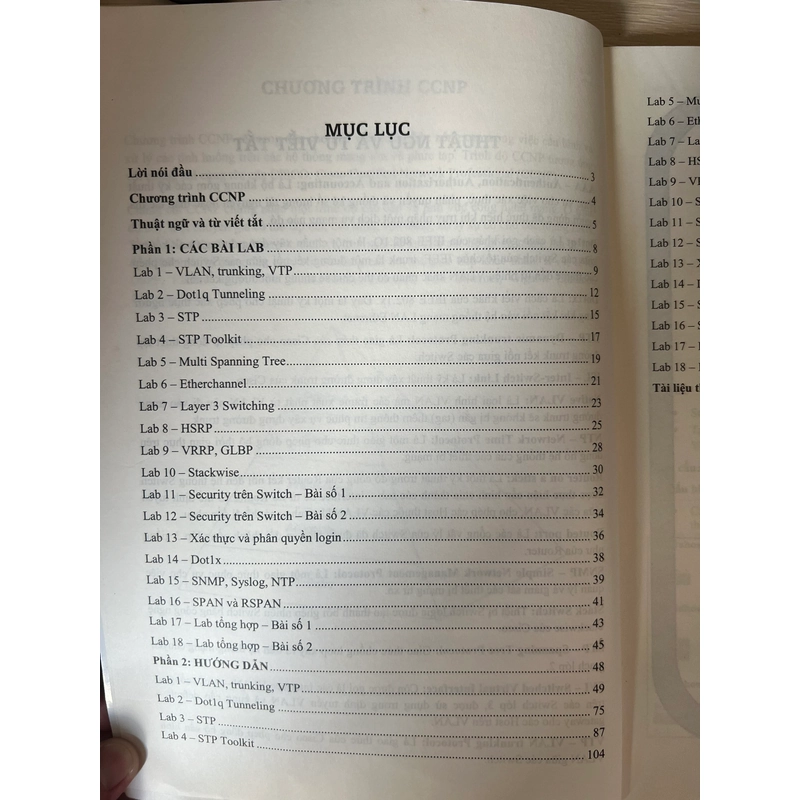 MỤC LỤC
Lời nói đầu 3
Chương trình CCNP 4
Thuật ngữ và từ viết tắt 5
Phần 1: CÁC BÀI LAB 8
Lab 1 – VLAN, trunking, VTP 9
Lab 2 – Dot1q Tunneling 12
Lab 3 – STP 15
Lab 4 – STP Toolkit 17
Lab 5 – Multi Spanning Tree 19
Lab 6 – Etherchannel 21
Lab 7 – Layer 3 Switching 23
Lab 8 – HSRP 25
Lab 9 – VRRP, GLBP 28
Lab 10 – Stackwise 30
Lab 11 – Security trên Switch – Bài số 1 32
Lab 12 – Security trên Switch – Bài số 2 34
Lab 13 – Xác thực và phân quyền login 36
Lab 14 – Dot1x 38
Lab 15 – SNMP, Syslog, NTP 39
Lab 16 – SPAN và RSPAN 41
Lab 17 – Lab tổng hợp – Bài số 1 43
Lab 18 – Lab tổng hợp – Bài số 2 45
Phần 2: HƯỚNG DẪN 48
Lab 1 – VLAN, trunking, VTP 49
Lab 2 – Dot1q Tunneling 75
Lab 3 – STP 87
Lab 4 – STP Toolkit 104
Lab 5 – Mu
Lab 6 – Ethe
Lab 7 – La
Lab 8 – HSR
Lab 9 – VR
Lab 10 – S
Lab 11 – S
Lab 12 – S
Lab 13 – X
Lab 14 –
Lab 15 – S
Lab 16 – S
Lab 17 –
Lab 18 –
Tài liệu